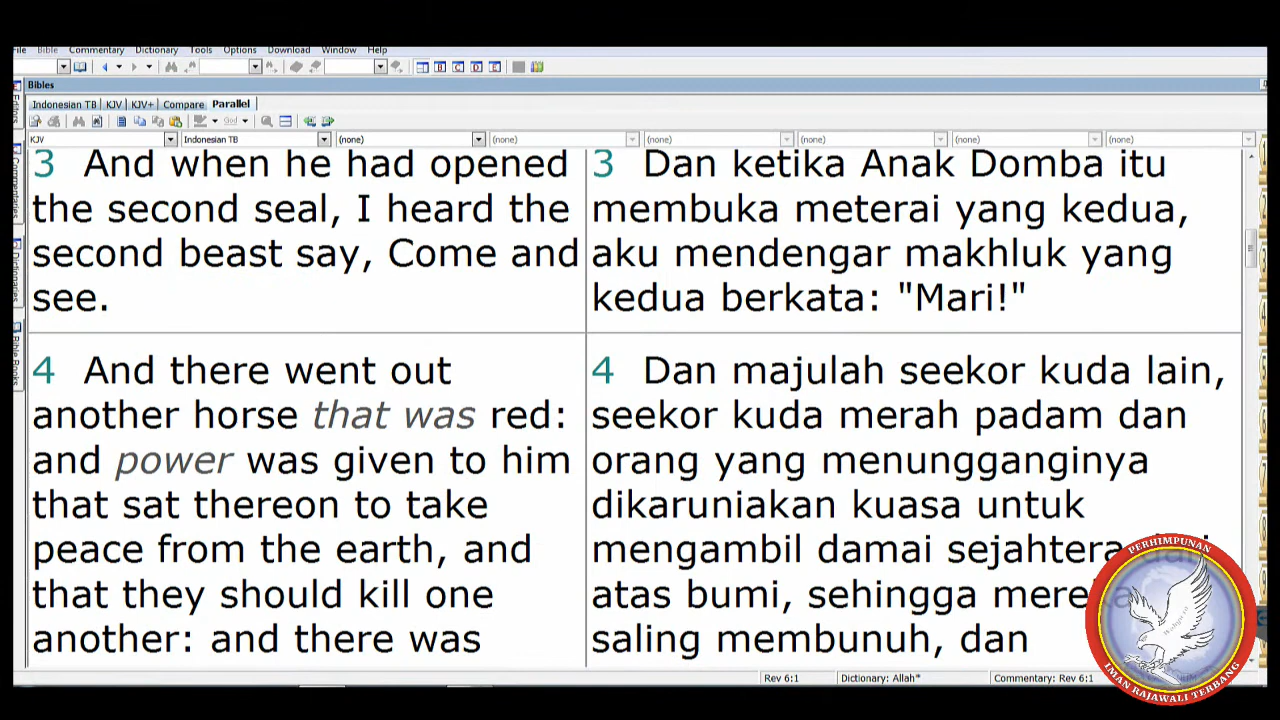 File Bible Commentary Dictionary Tools Options Download Window Help
Bibles
Indonesian TB KJV KJV+ Compare Parallel
KJV Indonesian TB (none) (none) (none) (none) (none) (none)
3 And when he had opened
the second seal, I heard the
second beast say, Come and
see.
3 Dan ketika Anak Domba itu
membuka meterai yang kedua,
aku mendengar makhluk yang
kedua berkata: "Mari!"
4 And there went out
another horse that was red:
and power was given to him
that sat thereon to take
peace from the earth, and
that they should kill one
another: and there was
4 Dan majulah seekor kuda lain,
seekor kuda merah padam dan
orang yang menungganginya
dikaruniakan kuasa untuk
mengambil damai sejahtera dari
atas bumi, sehingga mereka
saling membunuh, dan
Editors
Commentaries
Dictionaries
Bible Books
PERHIMPUNAN
IMAN RAJAWALI TERBANG
Rev 6:1 Dictionary: Allah* Commentary: Rev 6:1